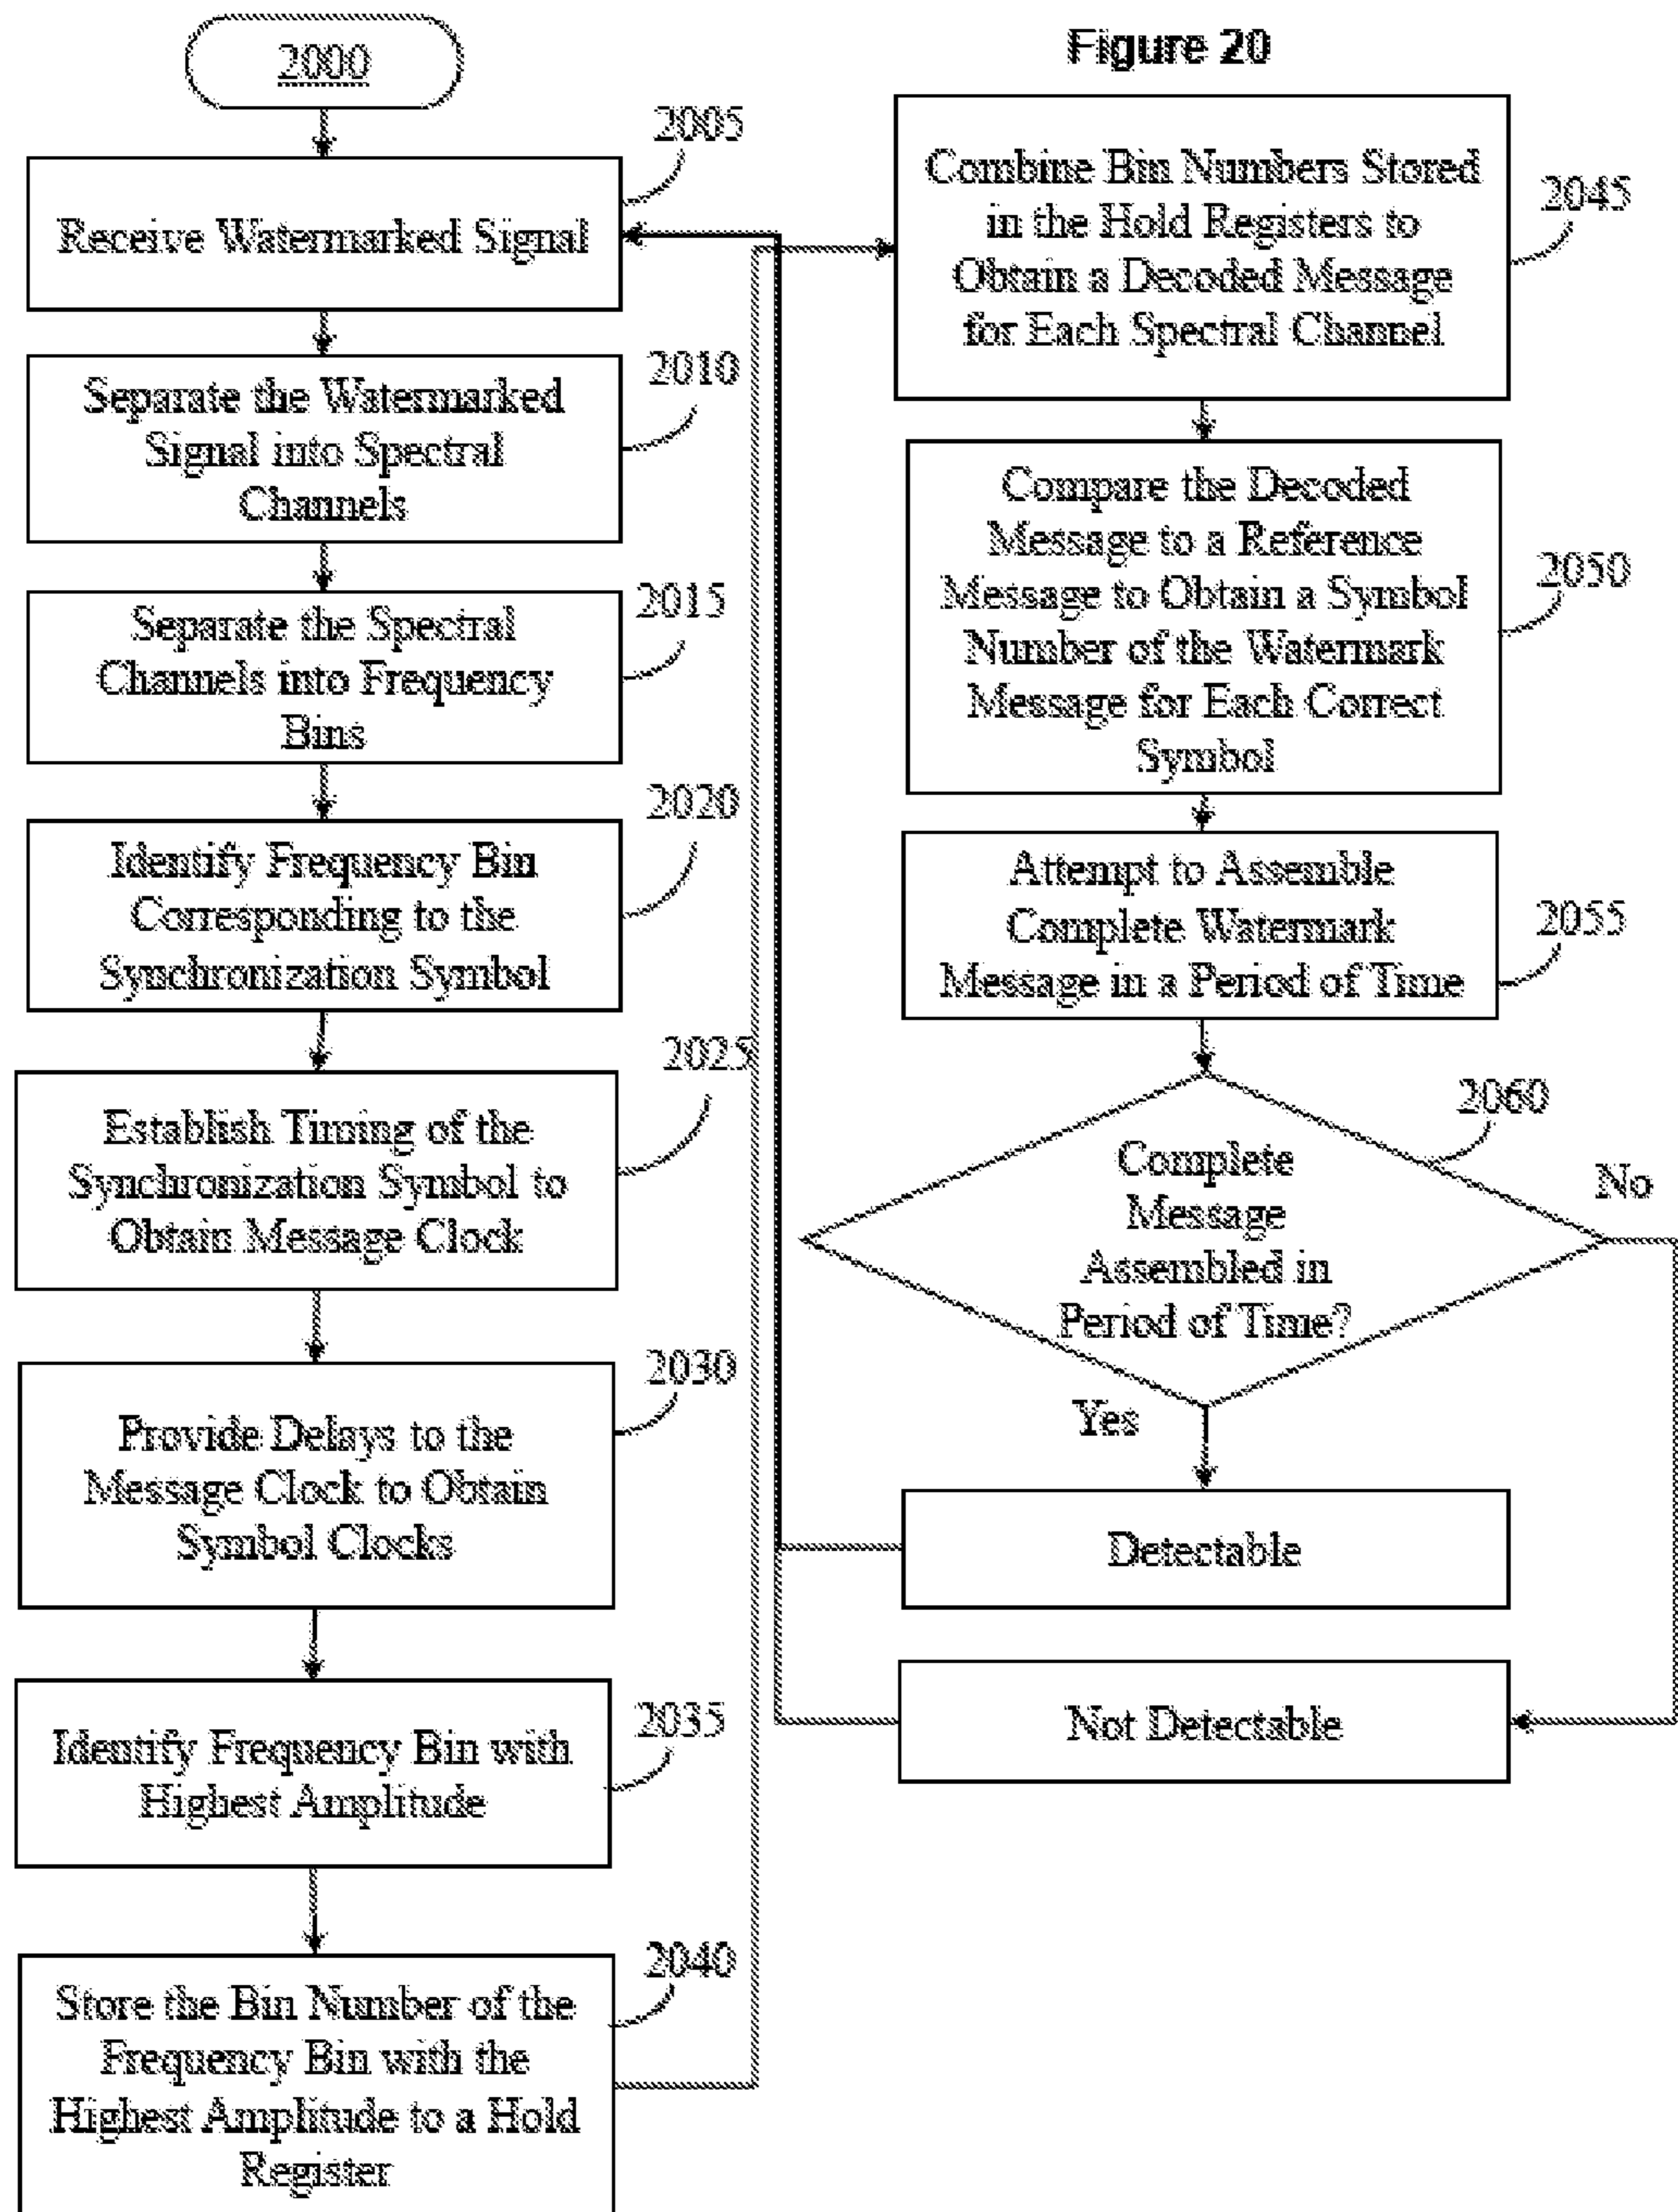 Figure 20
2000
2005
Receive Watermarked Signal
2010
Separate the Watermarked
Signal into Spectral
Channels
2015
Separate the Spectral
Channels into Frequency
Bins
2020
Identify Frequency Bin
Corresponding to the
Synchronization Symbol
2025
Establish Timing of the
Synchronization Symbol to
Obtain Message Clock
2030
Provide Delays to the
Message Clock to Obtain
Symbol Clocks
2035
Identify Frequency Bin with
Highest Amplitude
2040
Store the Bin Number of the
Frequency Bin with the
Highest Amplitude to a Hold
Register
2045
Combine Bin Numbers Stored
in the Hold Registers to
Obtain a Decoded Message
for Each Spectral Channel
2050
Compare the Decoded
Message to a Reference
Message to Obtain a Symbol
Number of the Watermark
Message for Each Correct
Symbol
2055
Attempt to Assemble
Complete Watermark
Message in a Period of Time
2060
Complete
Message
Assembled in
Period of Time?
No
Yes
Detectable
Not Detectable